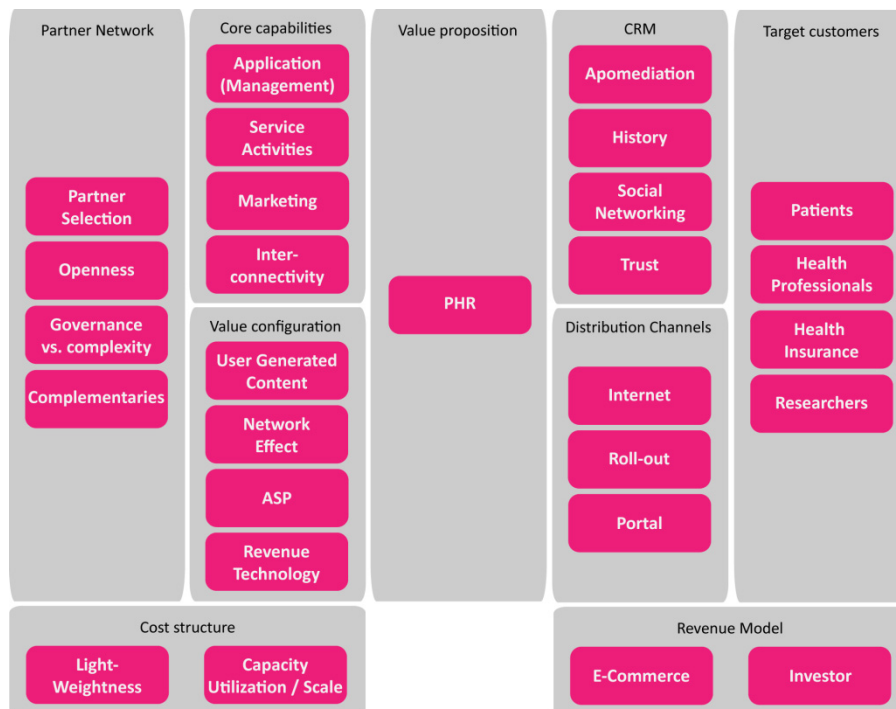 Partner Network
Partner
Selection
Openness
Governance
vs. complexity
Complementaries
Core capabilities
Application
(Management)
Service
Activities
Marketing
Inter-
connectivity
Value configuration
User Generated
Content
Network
Effect
ASP
Revenue
Technology
Value proposition
PHR
CRM
Apomediation
History
Social
Networking
Trust
Distribution Channels
Internet
Roll-out
Portal
Target customers
Patients
Health
Professionals
Health
Insurance
Researchers
Cost structure
Light-
Weightness
Capacity
Utilization / Scale
Revenue Model
E-Commerce
Investor